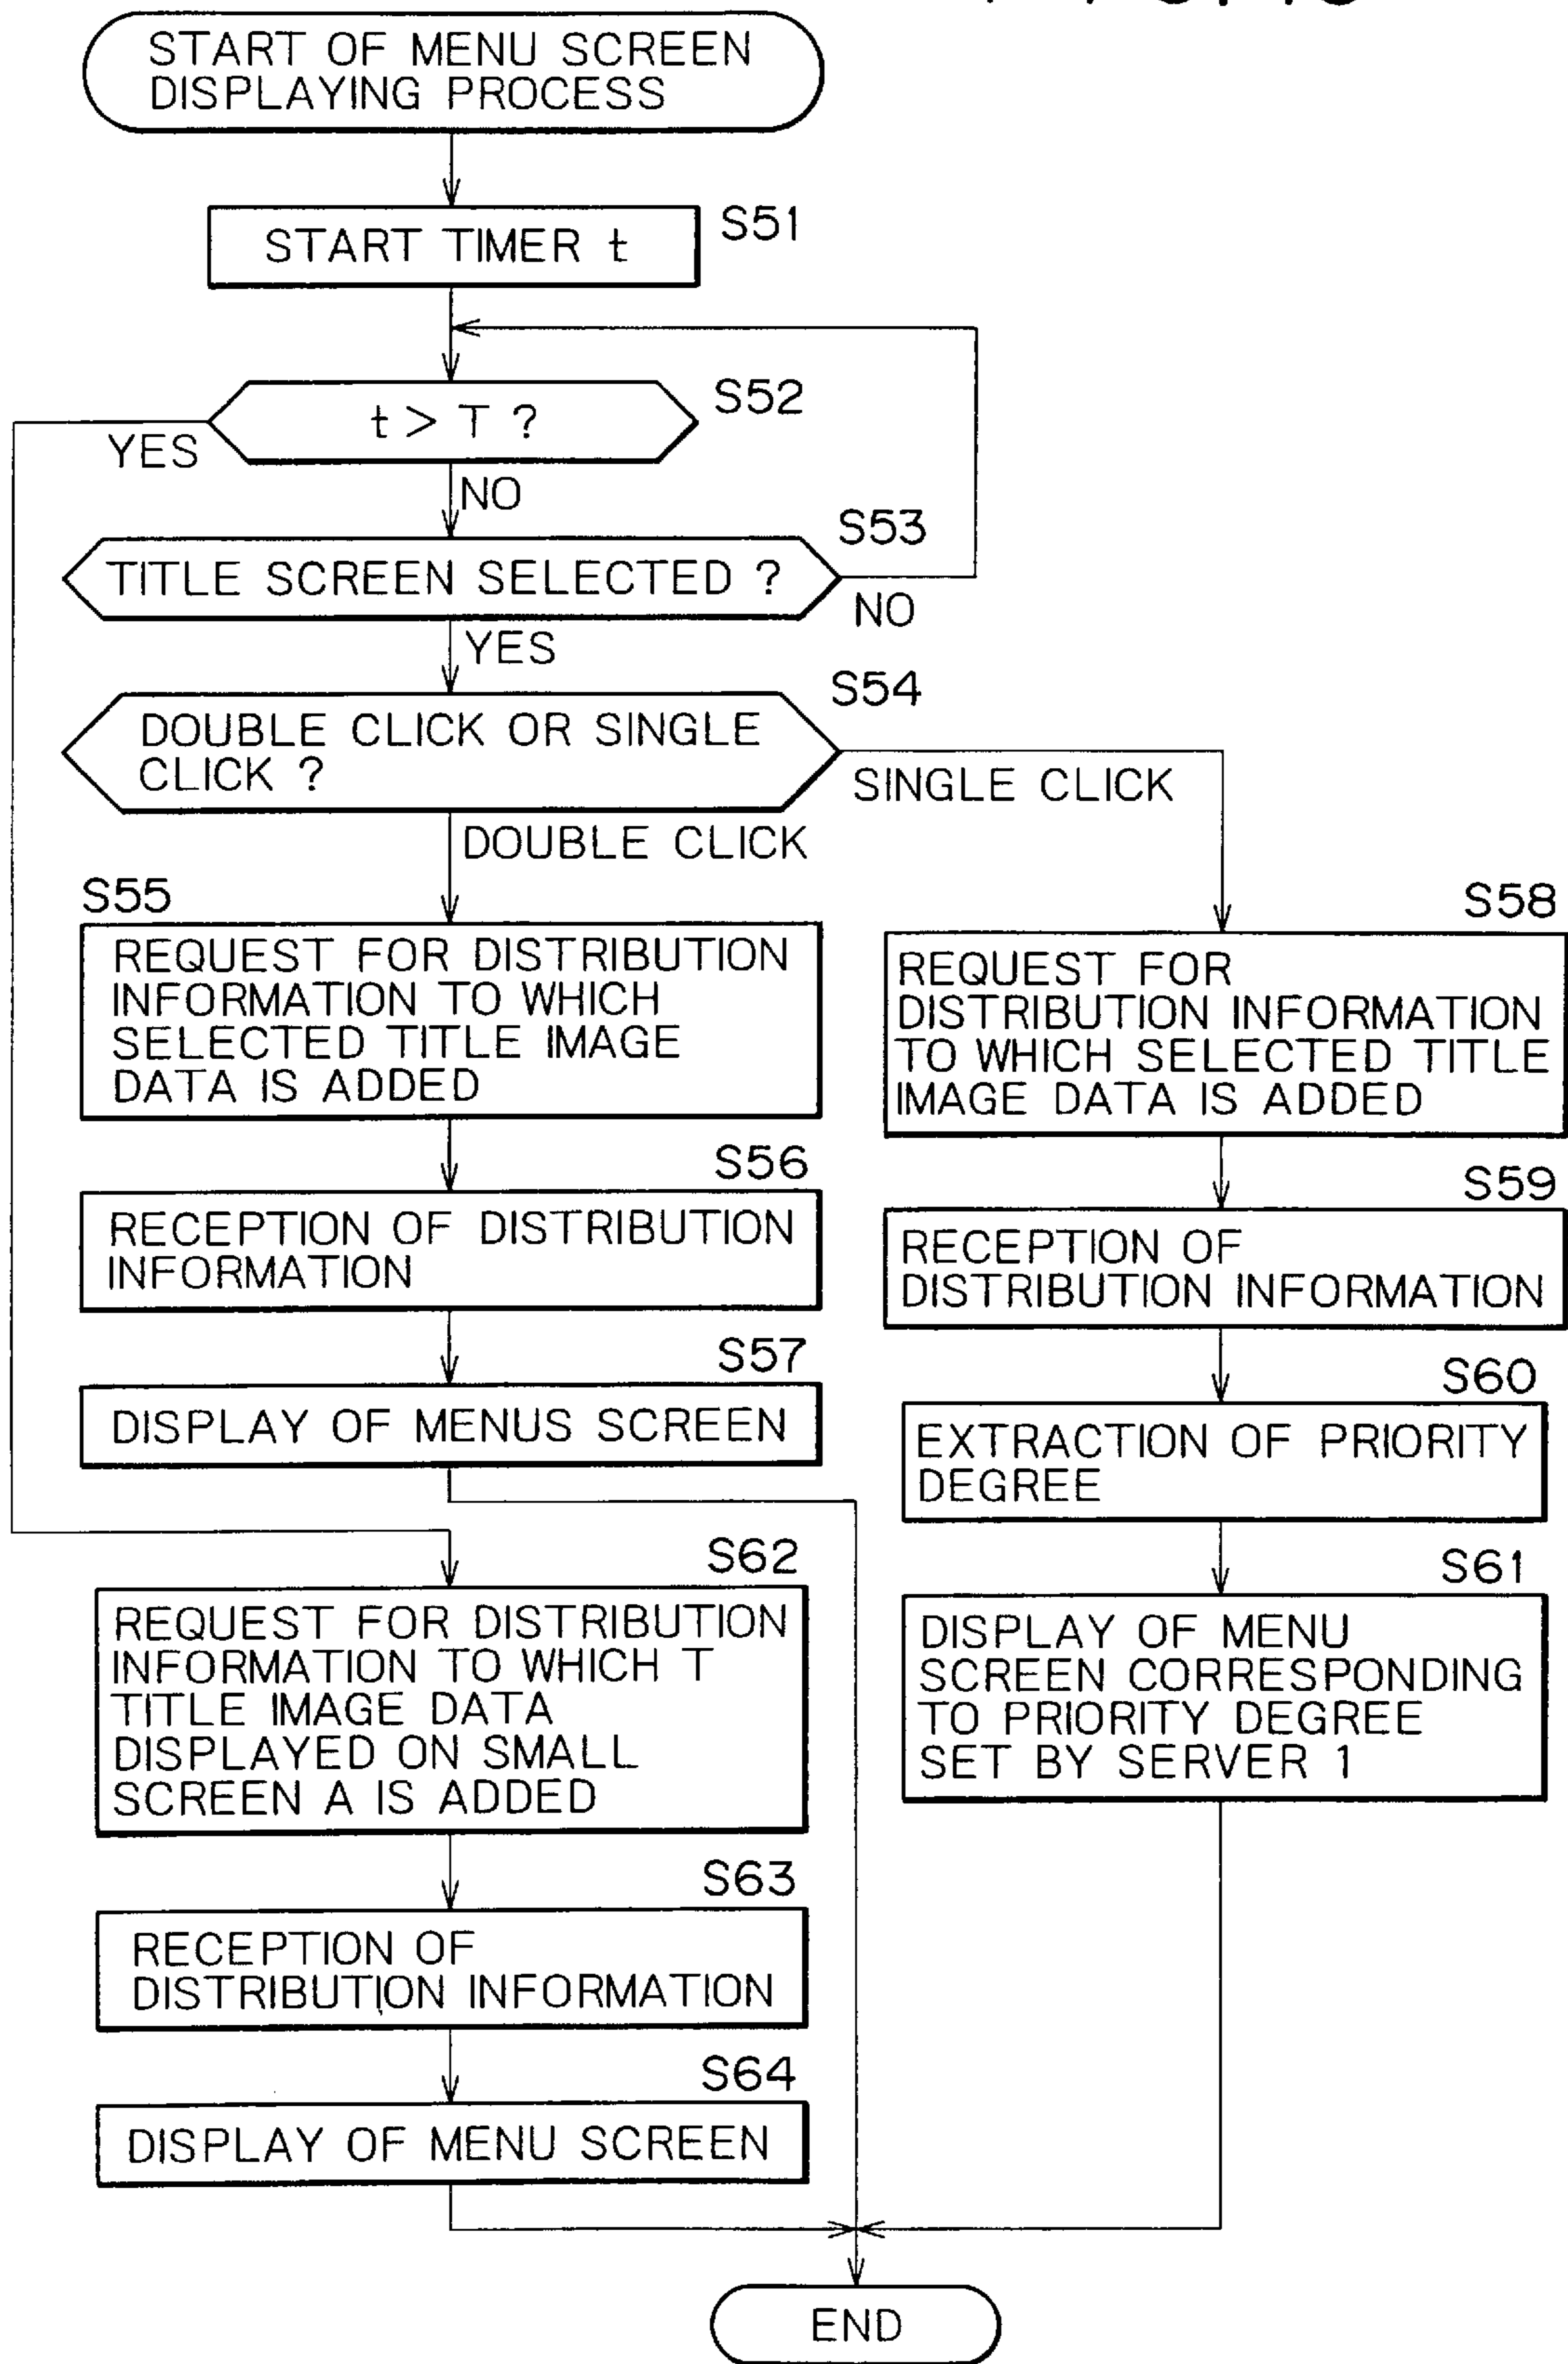 START OF MENU SCREEN
DISPLAYING PROCESS
START TIMER t
S51
t > T ?
S52
YES
NO
TITLE SCREEN SELECTED ?
S53
NO
YES
DOUBLE CLICK OR SINGLE
CLICK ?
S54
SINGLE CLICK
DOUBLE CLICK
S55
REQUEST FOR DISTRIBUTION
INFORMATION TO WHICH
SELECTED TITLE IMAGE
DATA IS ADDED
S56
RECEPTION OF DISTRIBUTION
INFORMATION
S57
DISPLAY OF MENUS SCREEN
S58
REQUEST FOR
DISTRIBUTION INFORMATION
TO WHICH SELECTED TITLE
IMAGE DATA IS ADDED
S59
RECEPTION OF
DISTRIBUTION INFORMATION
S60
EXTRACTION OF PRIORITY
DEGREE
S61
DISPLAY OF MENU
SCREEN CORRESPONDING
TO PRIORITY DEGREE
SET BY SERVER 1
S62
REQUEST FOR DISTRIBUTION
INFORMATION TO WHICH T
TITLE IMAGE DATA
DISPLAYED ON SMALL
SCREEN A IS ADDED
S63
RECEPTION OF
DISTRIBUTION INFORMATION
S64
DISPLAY OF MENU SCREEN
END